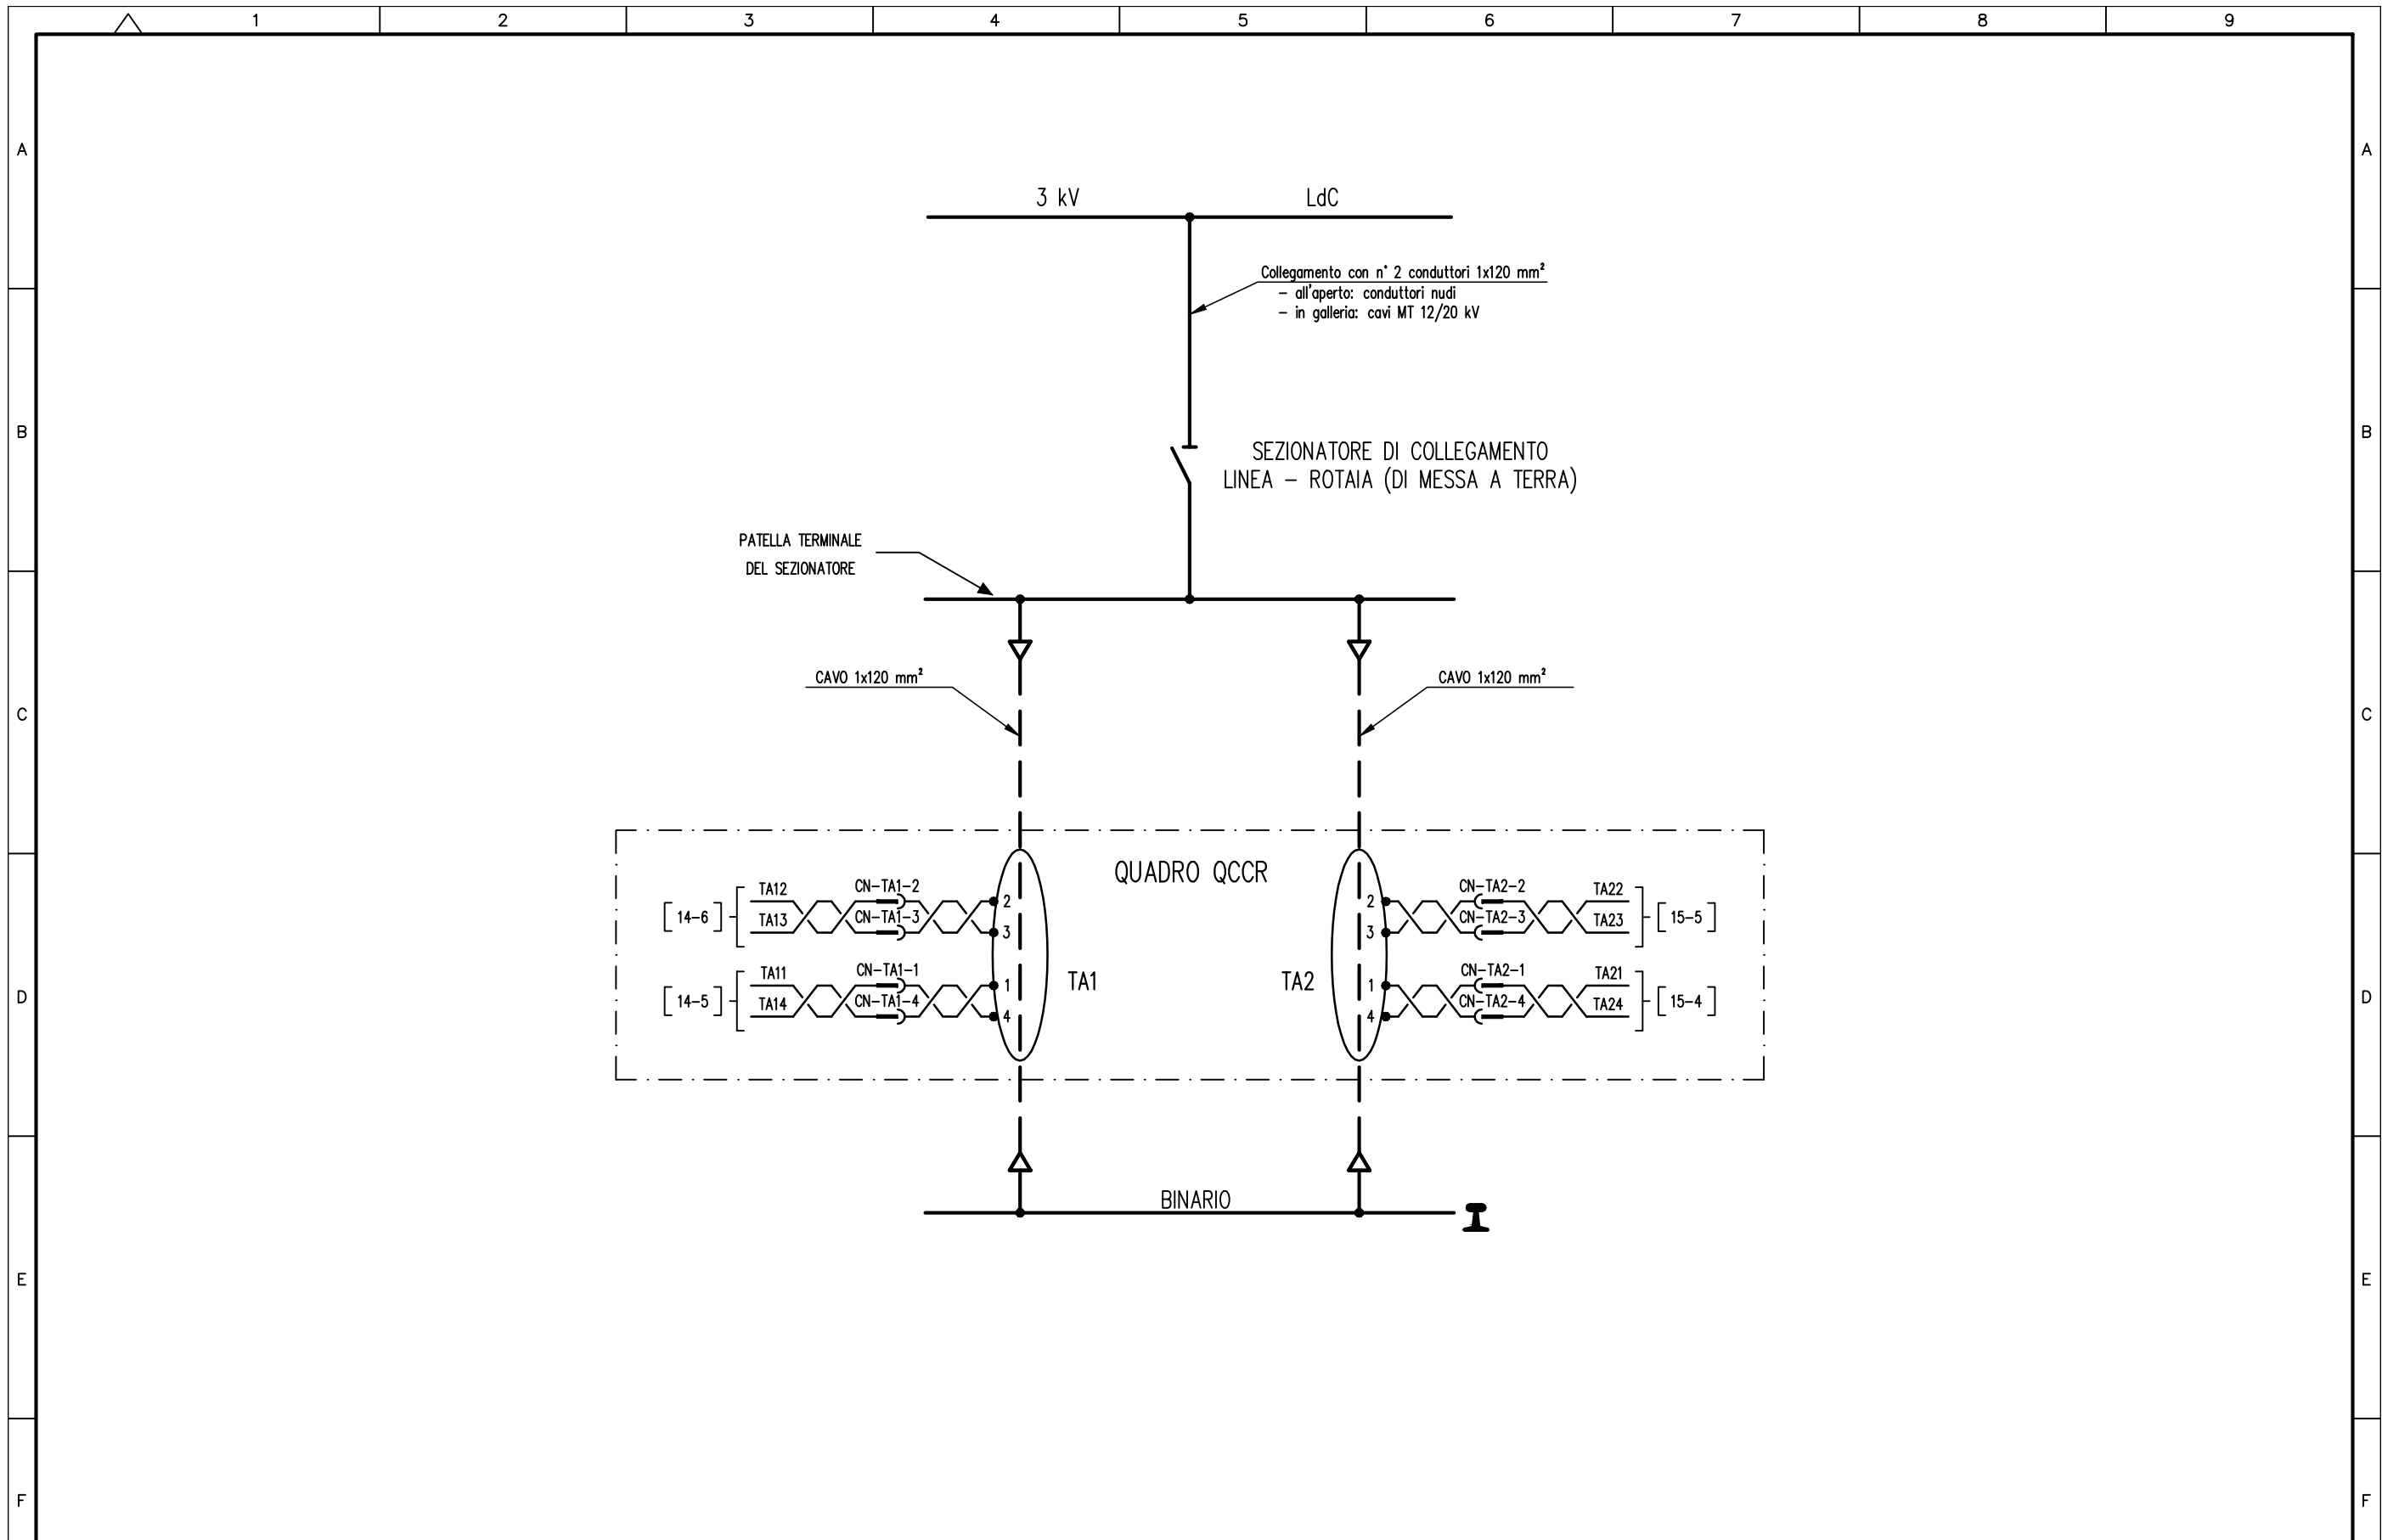 1 2 3 4 5 6 7 8 9
A A
3 kV LdC
Collegamento con n° 2 conduttori 1x120 mm²
– all'aperto: conduttori nudi
– in galleria: cavi MT 12/20 kV
B B
SEZIONATORE DI COLLEGAMENTO
LINEA – ROTAIA (DI MESSA A TERRA)
PATELLA TERMINALE
DEL SEZIONATORE
CAVO 1x120 mm² CAVO 1x120 mm²
C C
QUADRO QCCR
TA12 CN-TA1-2 2 2 CN-TA2-2 TA22
14-6 15-5
TA13 CN-TA1-3 3 3 CN-TA2-3 TA23
TA11 CN-TA1-1 1 TA1 TA2 1 CN-TA2-1 TA21
D 14-5 15-4 D
TA14 CN-TA1-4 4 4 CN-TA2-4 TA24
BINARIO
E E
F F